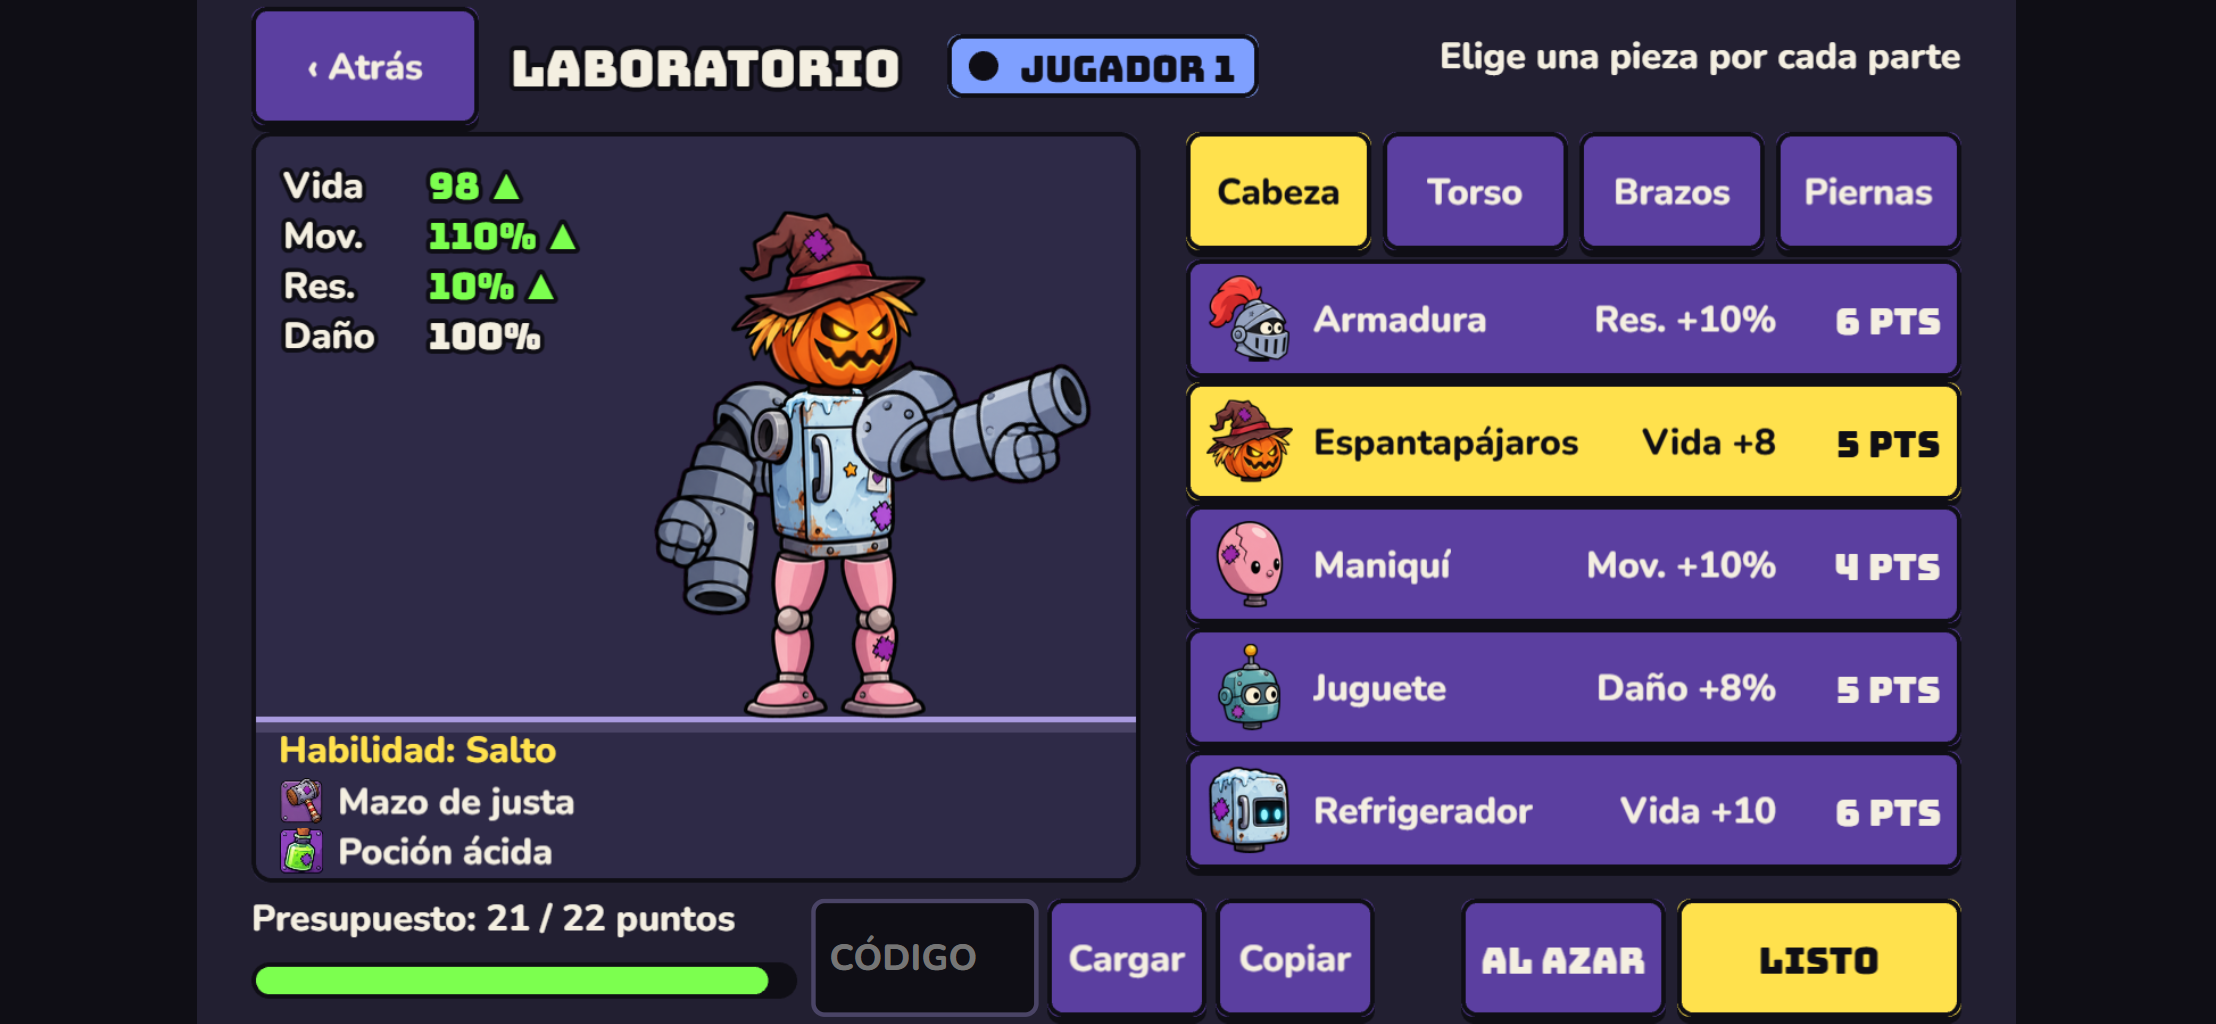 ‹ Atrás
LABORATORIO
JUGADOR 1
Elige una pieza por cada parte
Vida 98 ▲
Mov. 110% ▲
Res. 10% ▲
Daño 100%
Habilidad: Salto
Mazo de justa
Poción ácida
Cabeza
Torso
Brazos
Piernas
Armadura Res. +10% 6 PTS
Espantapájaros Vida +8 5 PTS
Maniquí Mov. +10% 4 PTS
Juguete Daño +8% 5 PTS
Refrigerador Vida +10 6 PTS
Presupuesto: 21 / 22 puntos
CÓDIGO
Cargar
Copiar
AL AZAR
LISTO